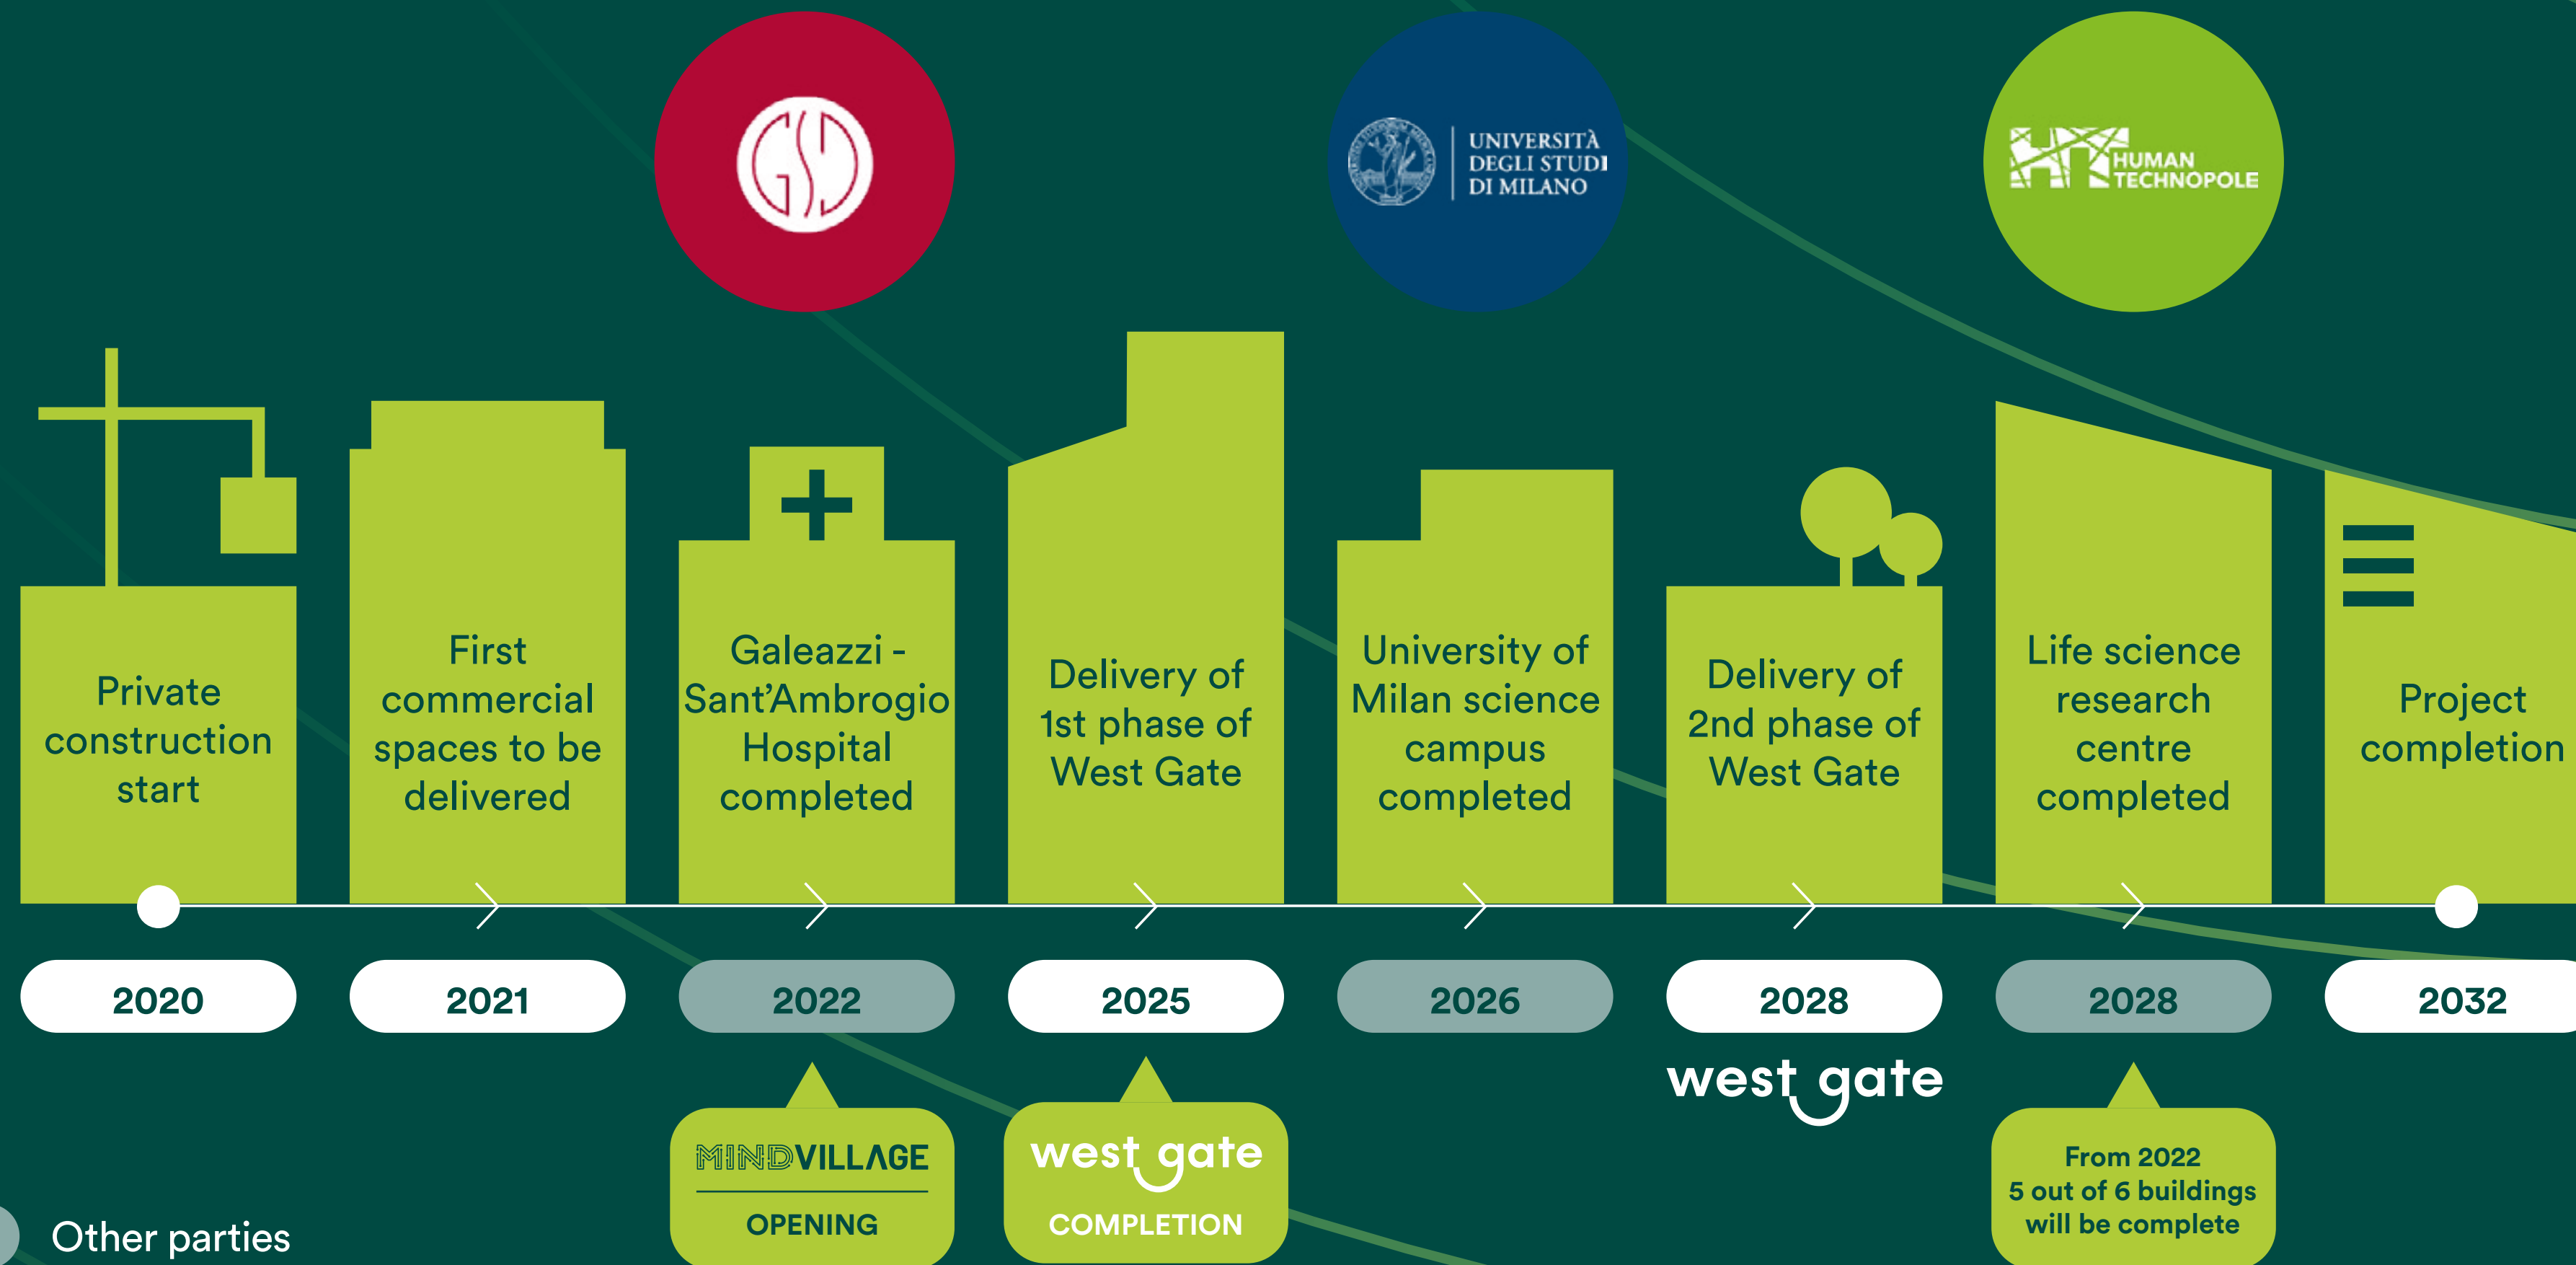 GSD
UNIVERSITÀ
DEGLI STUDI
DI MILANO
HT HUMAN
TECHNOPOLE
Private
construction
start
First
commercial
spaces to be
delivered
Galeazzi -
Sant’Ambrogio
Hospital
completed
Delivery of
1st phase of
West Gate
University of
Milan science
campus
completed
Delivery of
2nd phase of
West Gate
Life science
research
centre
completed
Project
completion
2020
2021
2022
2025
2026
2028
2028
2032
MINDVILLAGE
OPENING
west gate
COMPLETION
west gate
From 2022
5 out of 6 buildings
will be complete
Other parties